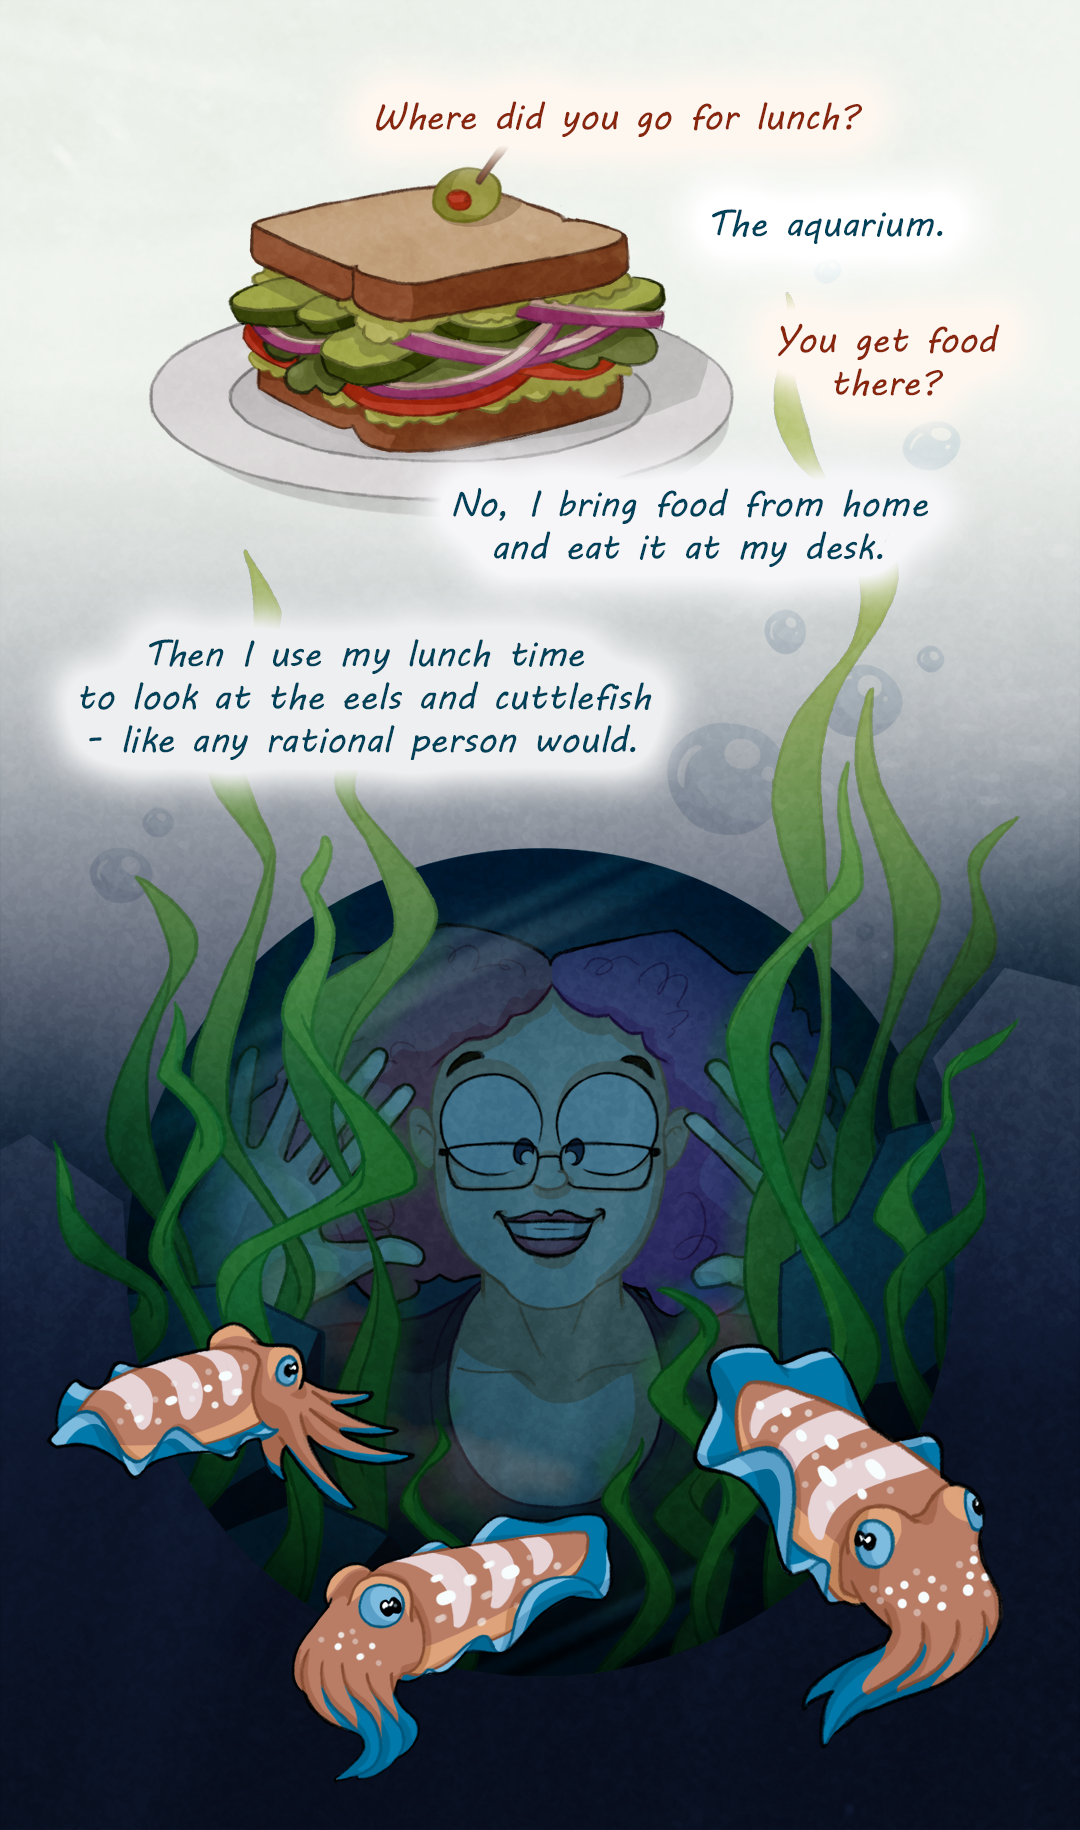 Where did you go for lunch?
The aquarium.
You get food
there?
No, I bring food from home
and eat it at my desk.
Then I use my lunch time
to look at the eels and cuttlefish
- like any rational person would.